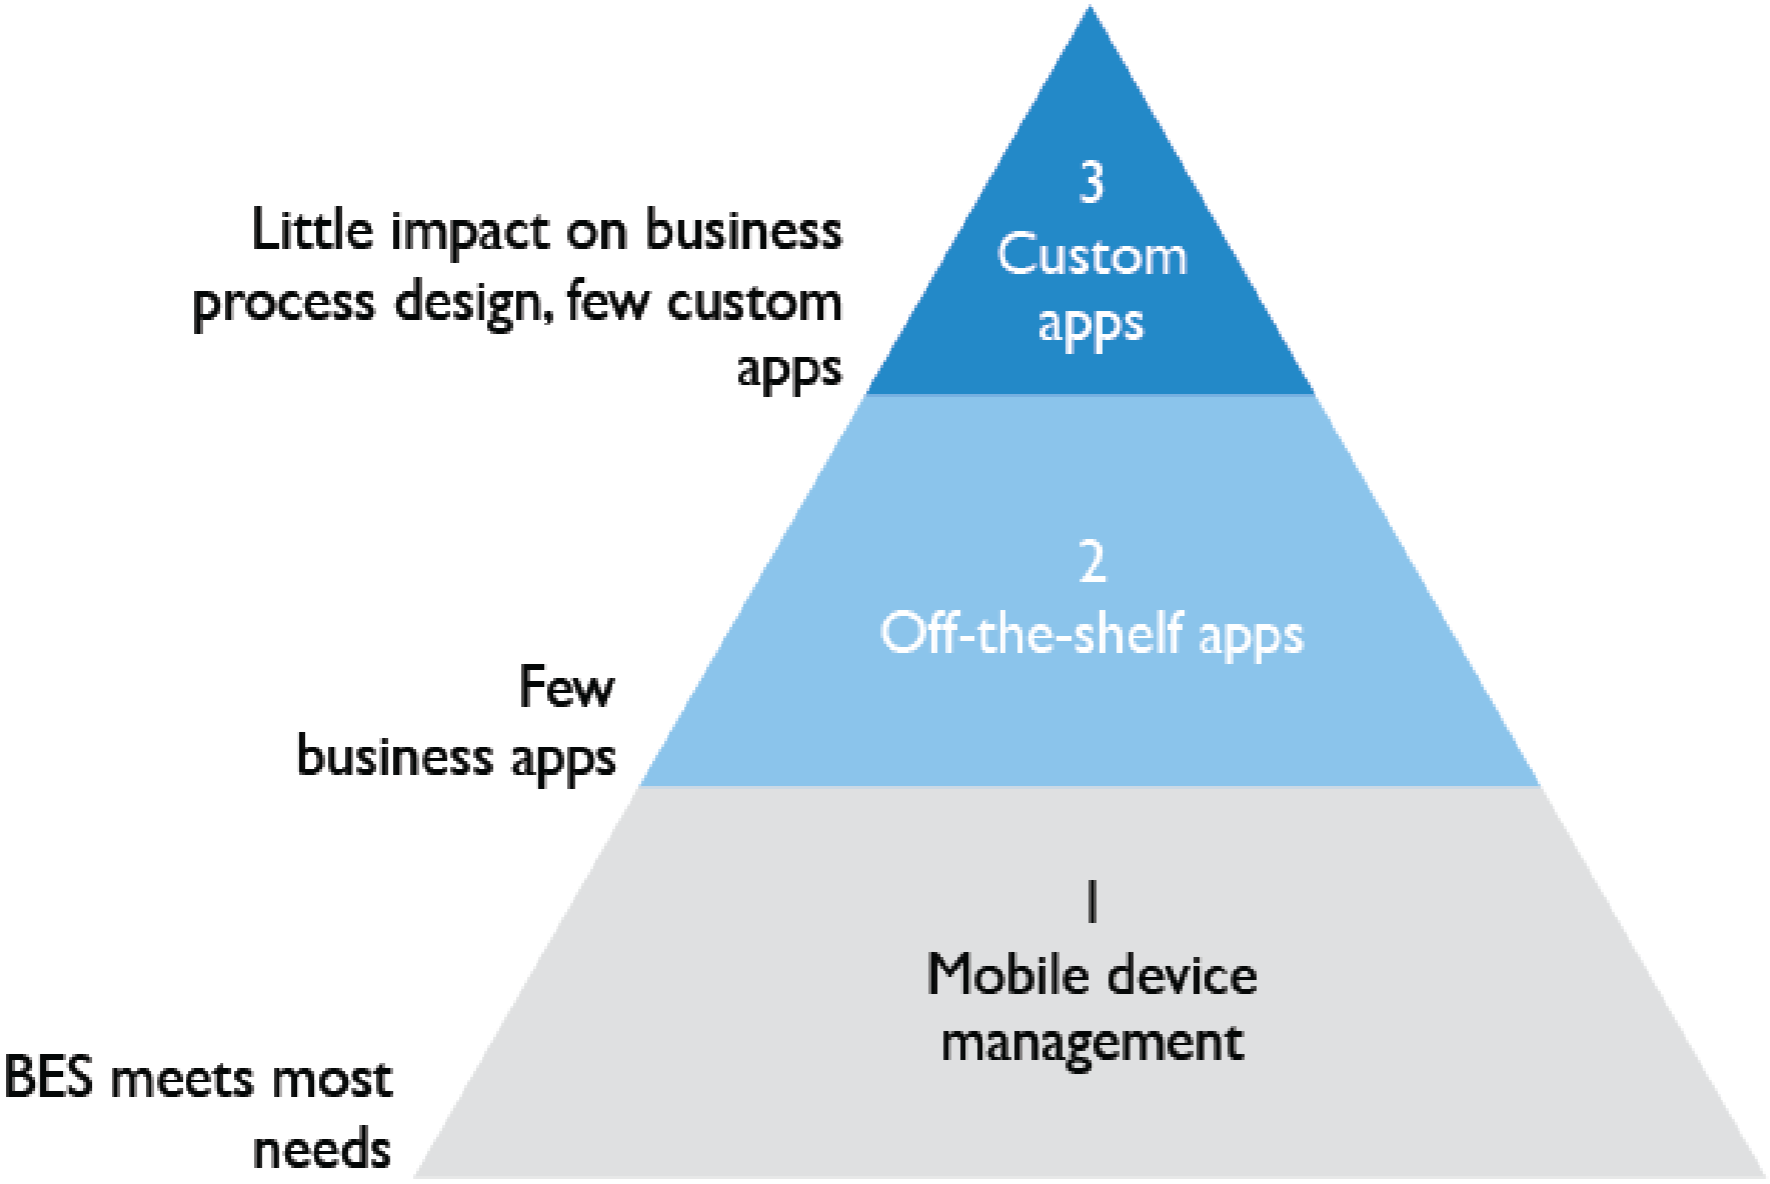 3
Custom
apps
Little impact on business
process design, few custom
apps
2
Off-the-shelf apps
Few
business apps
1
Mobile device
management
BES meets most
needs